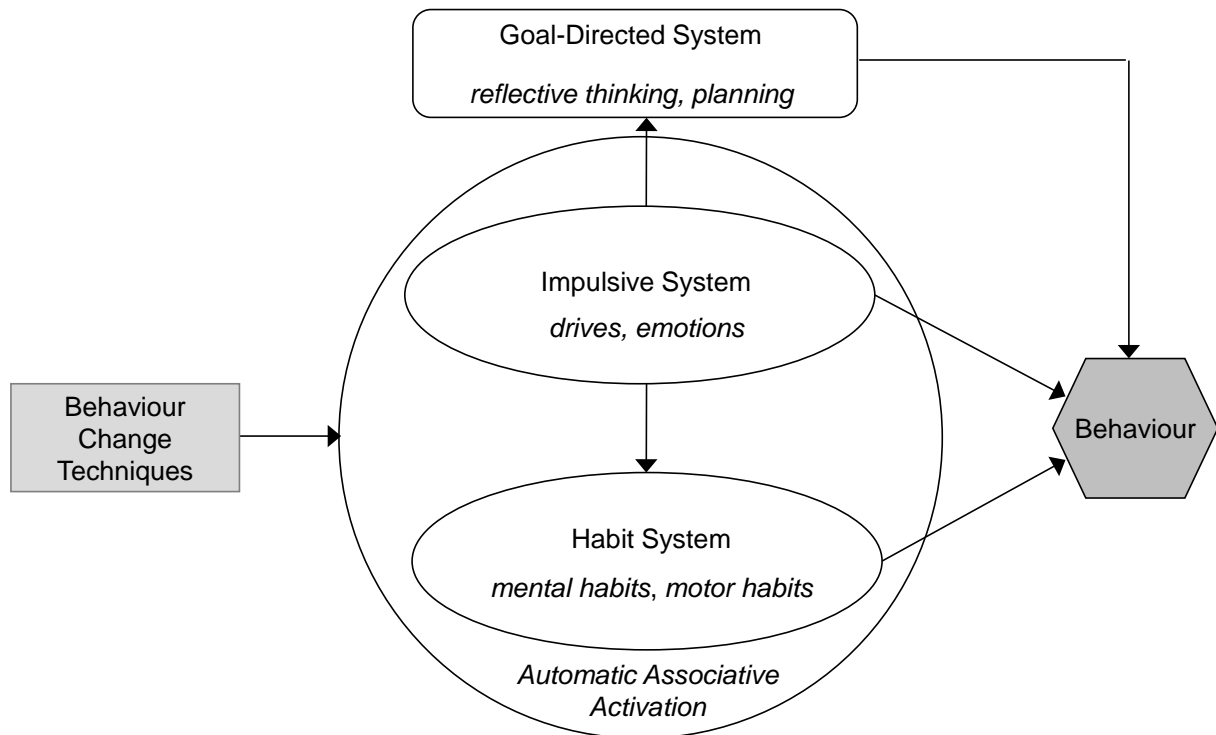 Goal-Directed System
reflective thinking, planning
Impulsive System
drives, emotions
Behaviour
Change
Techniques
Behaviour
Habit System
mental habits, motor habits
Automatic Associative
Activation